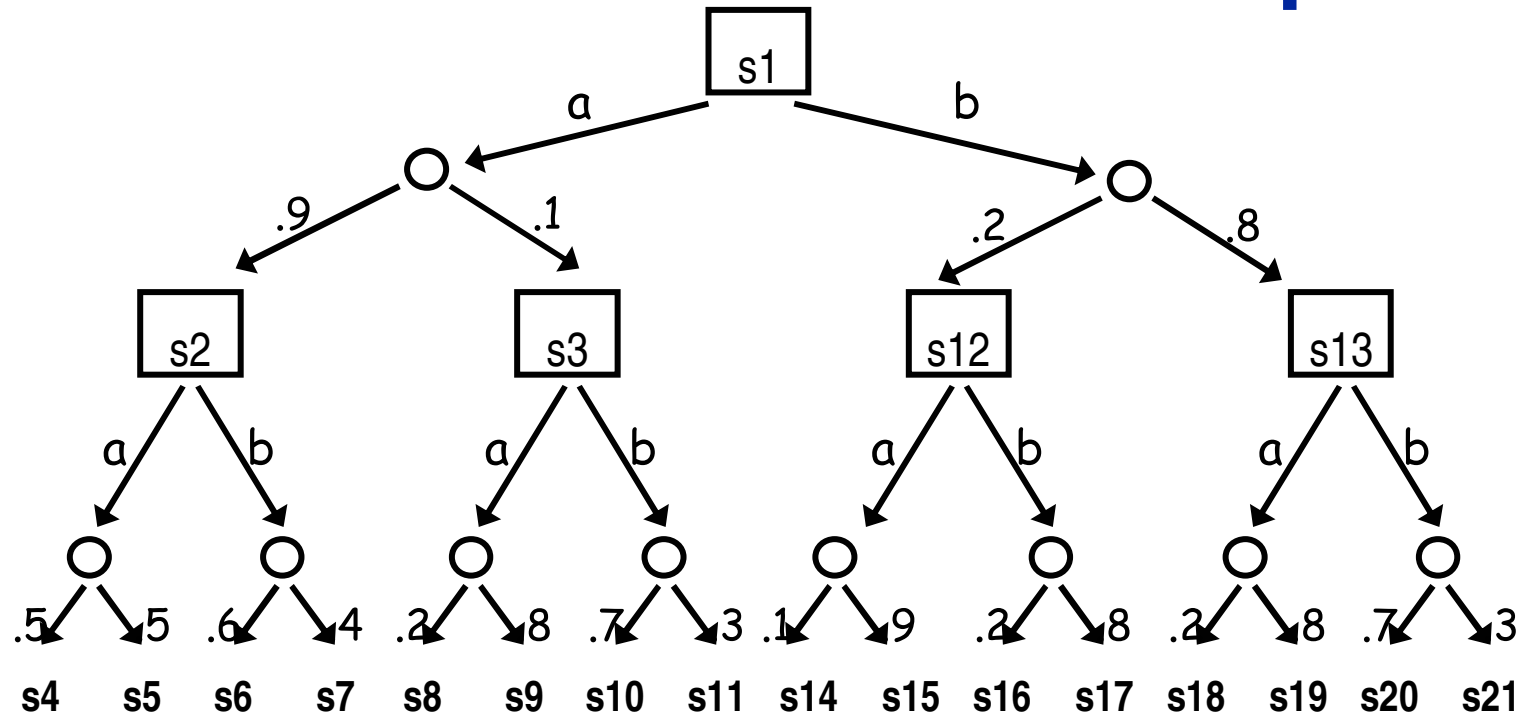 s1
a b
.9 .1 .2 .8
s2 s3 s12 s13
a b a b a b a b
.5 5 .6 4 .2 8 .7 3 .1 9 .2 8 .2 8 .7 3
s4 s5 s6 s7 s8 s9 s10 s11 s14 s15 s16 s17 s18 s19 s20 s21